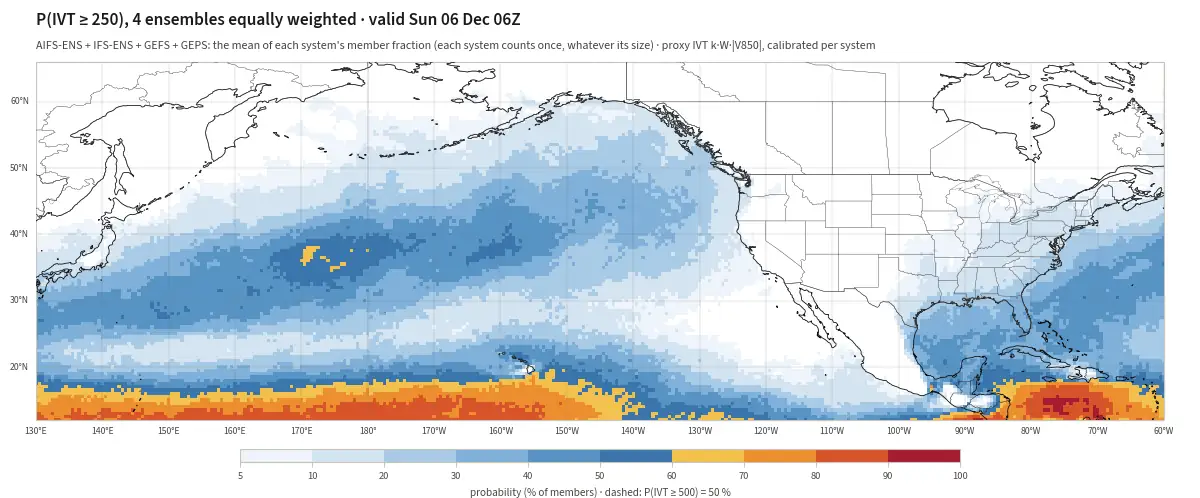 P(IVT ≥ 250), 4 ensembles equally weighted · valid Sun 06 Dec 06Z
AIFS-ENS + IFS-ENS + GEFS + GEPS: the mean of each system's member fraction (each system counts once, whatever its size) · proxy IVT k·W·|V850|, calibrated per system
60°N
50°N
40°N
30°N
20°N
130°E 140°E 150°E 160°E 170°E 180° 170°W 160°W 150°W 140°W 130°W 120°W 110°W 100°W 90°W 80°W 70°W 60°W
5 10 20 30 40 50 60 70 80 90 100
probability (% of members) · dashed: P(IVT ≥ 500) = 50 %